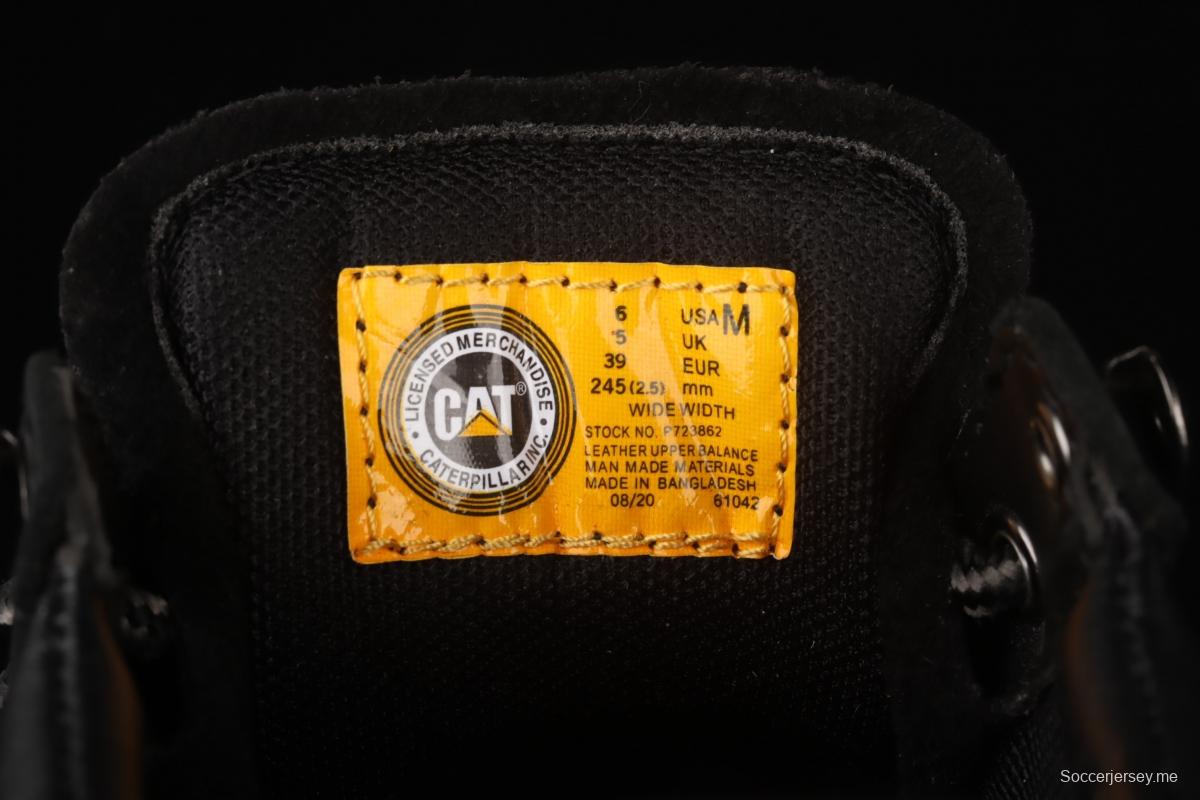 LICENSED MERCHANDISE
CAT®
CATERPILLAR INC.
6 USA M
5 UK
39 EUR
245 (2.5) mm
WIDE WIDTH
STOCK NO. P723862
LEATHER UPPER BALANCE
MAN MADE MATERIALS
MADE IN BANGLADESH
08/20 61042
Soccerjersey.me